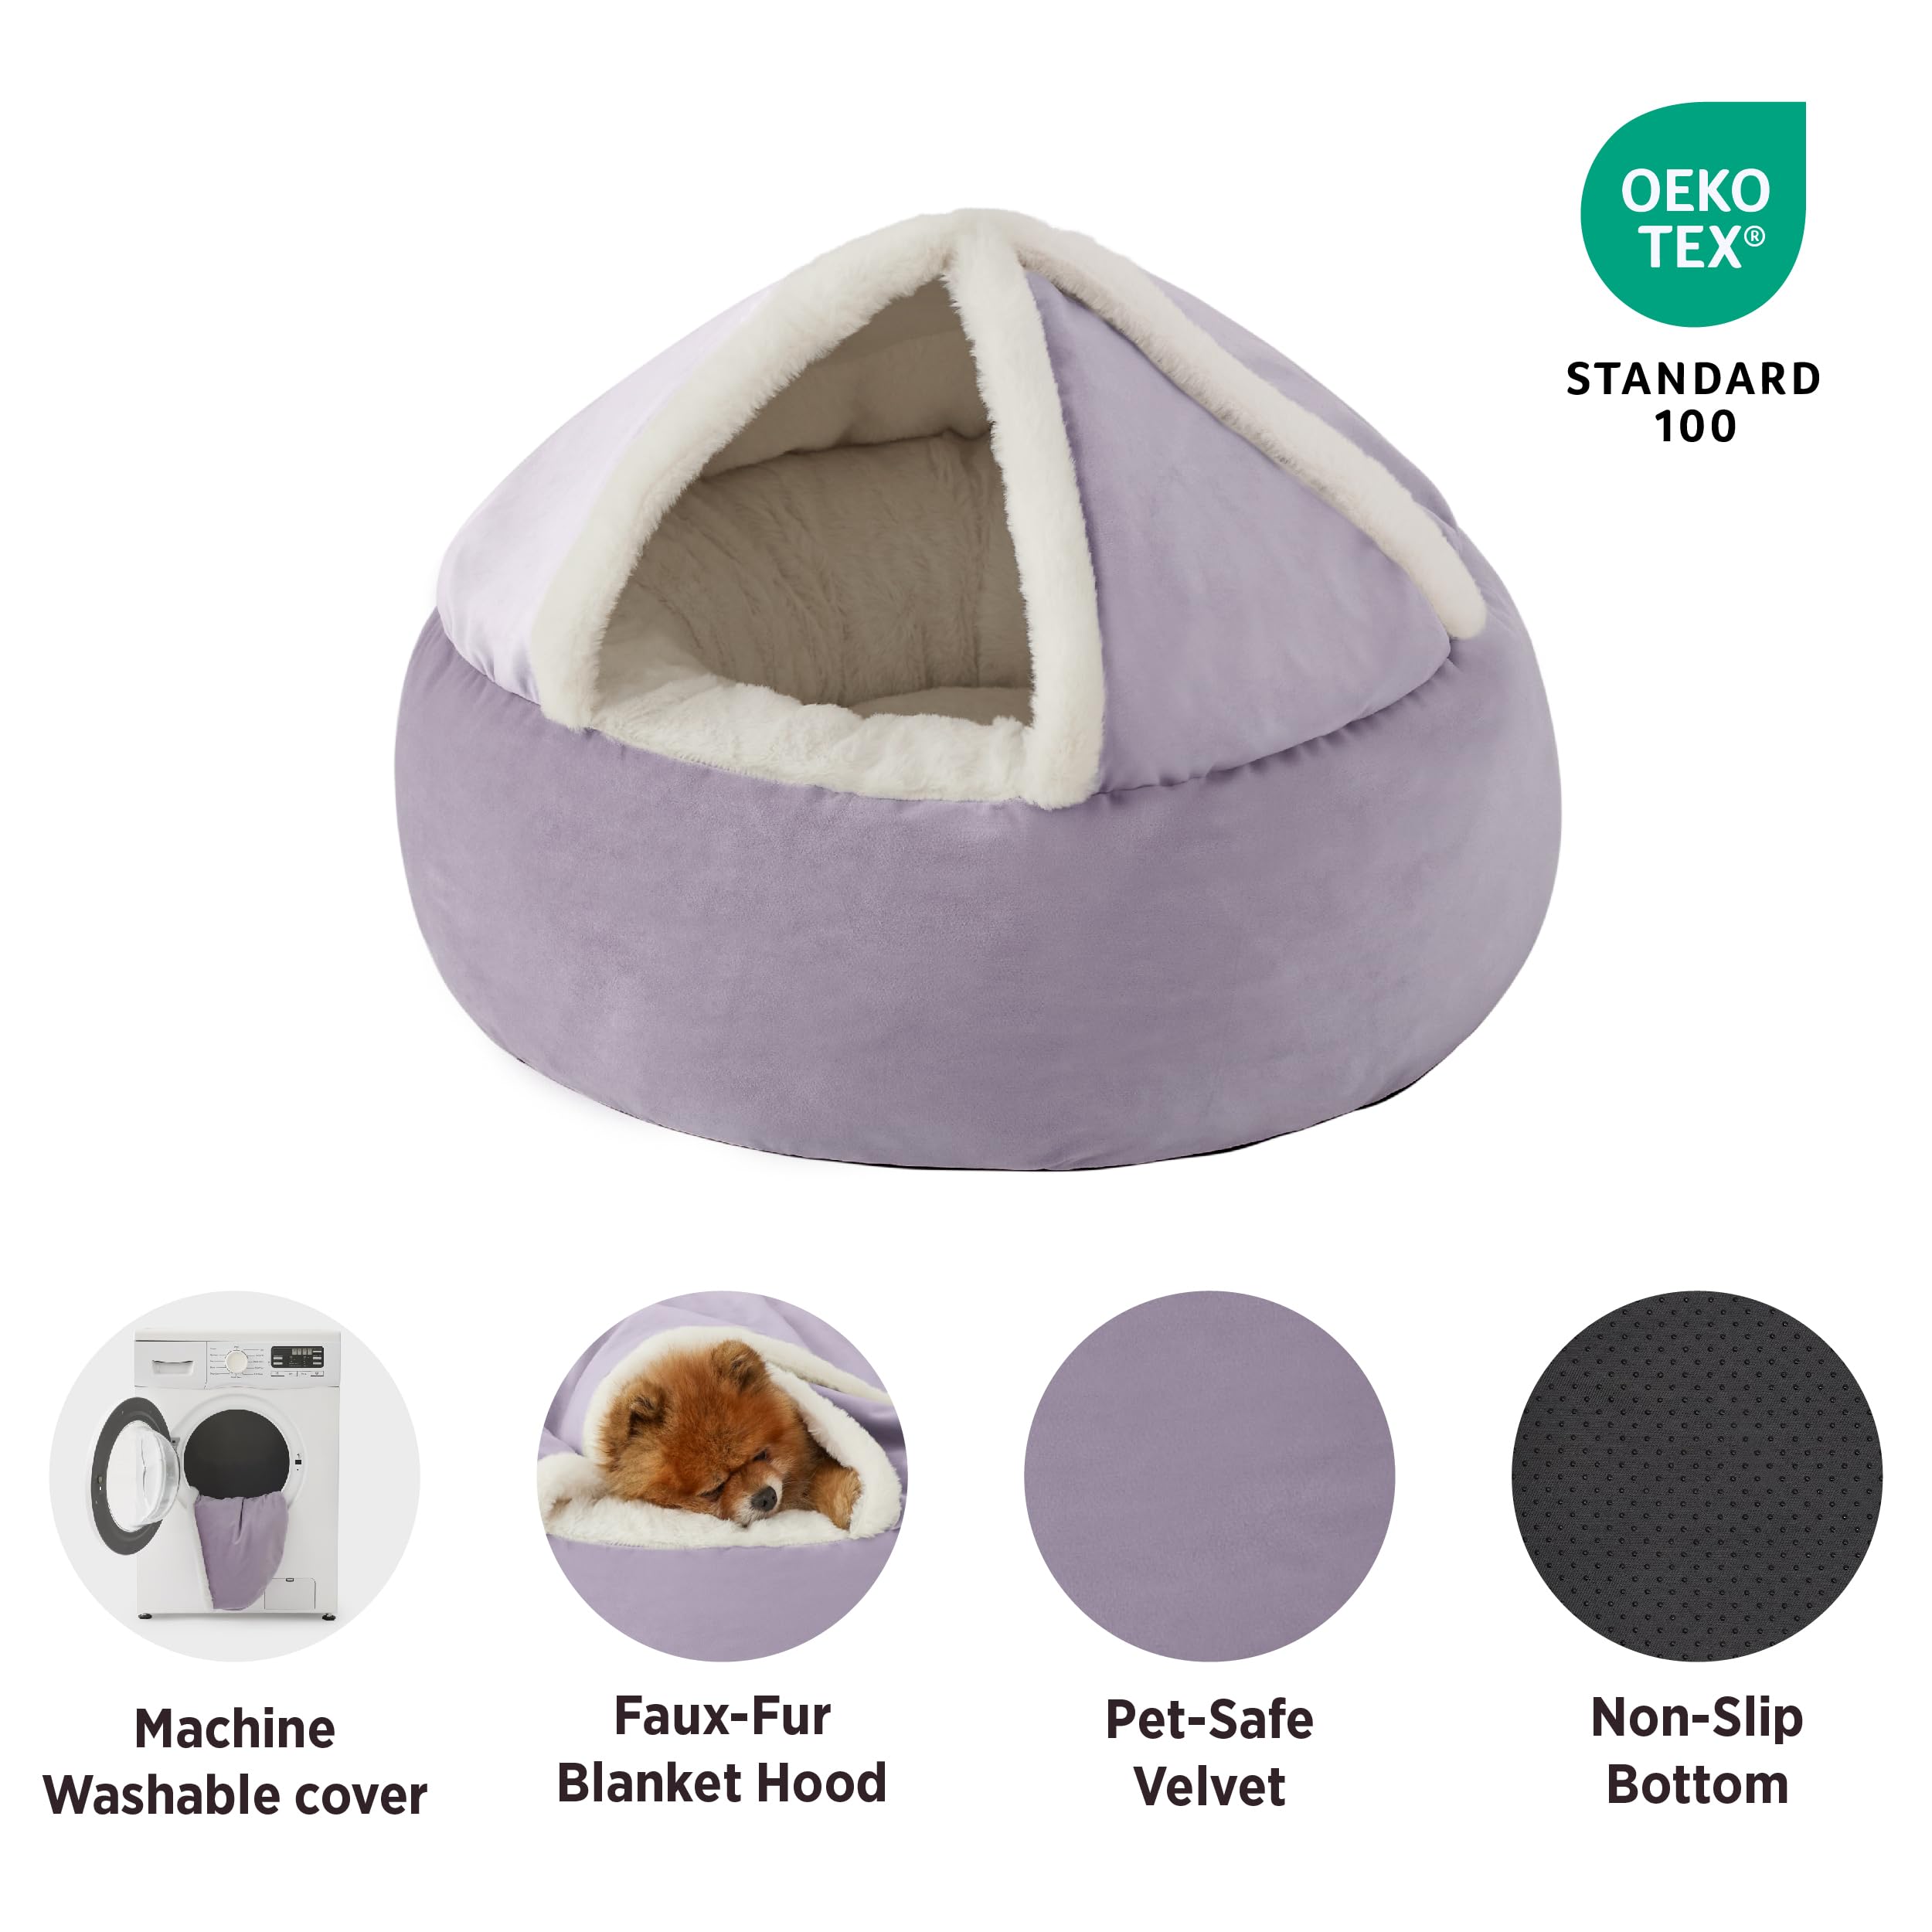 OEKO
TEX®
STANDARD
100
Machine
Washable cover
Faux-Fur
Blanket Hood
Pet-Safe
Velvet
Non-Slip
Bottom